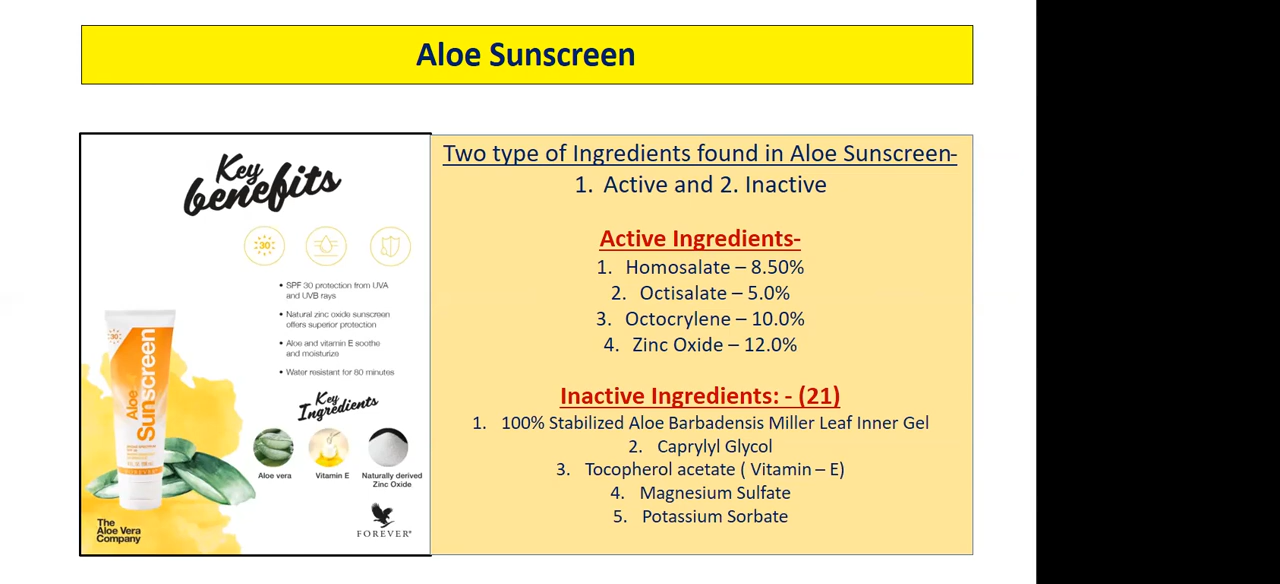 Aloe Sunscreen
Key
benefits
30
• SPF 30 protection from UVA
and UVB rays
• Natural zinc oxide sunscreen
offers superior protection
• Aloe and vitamin E soothe
and moisturize
• Water resistant for 80 minutes
Key
Ingredients
Aloe vera
Vitamin E
Naturally derived
Zinc Oxide
30
Aloe
Sunscreen
The
Aloe Vera
Company
FOREVER®
Two type of Ingredients found in Aloe Sunscreen-
1. Active and 2. Inactive
Active Ingredients-
1. Homosalate – 8.50%
2. Octisalate – 5.0%
3. Octocrylene – 10.0%
4. Zinc Oxide – 12.0%
Inactive Ingredients: - (21)
1. 100% Stabilized Aloe Barbadensis Miller Leaf Inner Gel
2. Caprylyl Glycol
3. Tocopherol acetate ( Vitamin – E)
4. Magnesium Sulfate
5. Potassium Sorbate